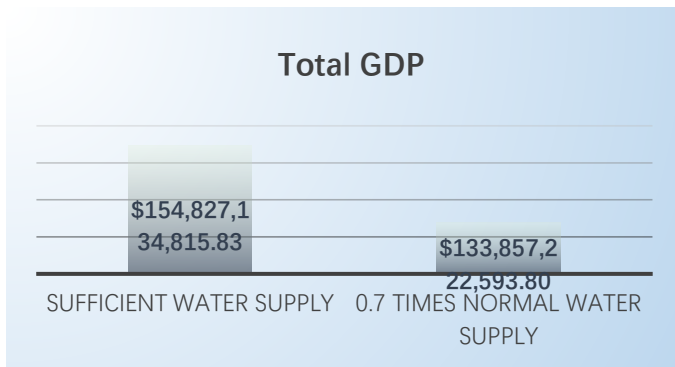 Total GDP
$154,827,1
34,815.83
$133,857,2
22,593.80
SUFFICIENT WATER SUPPLY
0.7 TIMES NORMAL WATER
SUPPLY